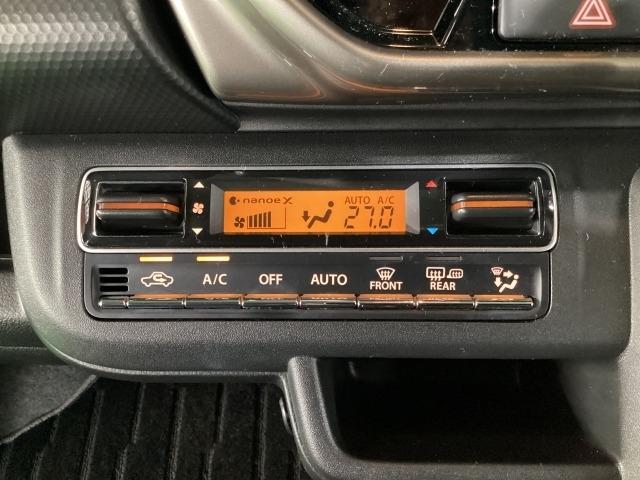 nanoeX
AUTO A/C
27.0
A/C OFF AUTO FRONT REAR